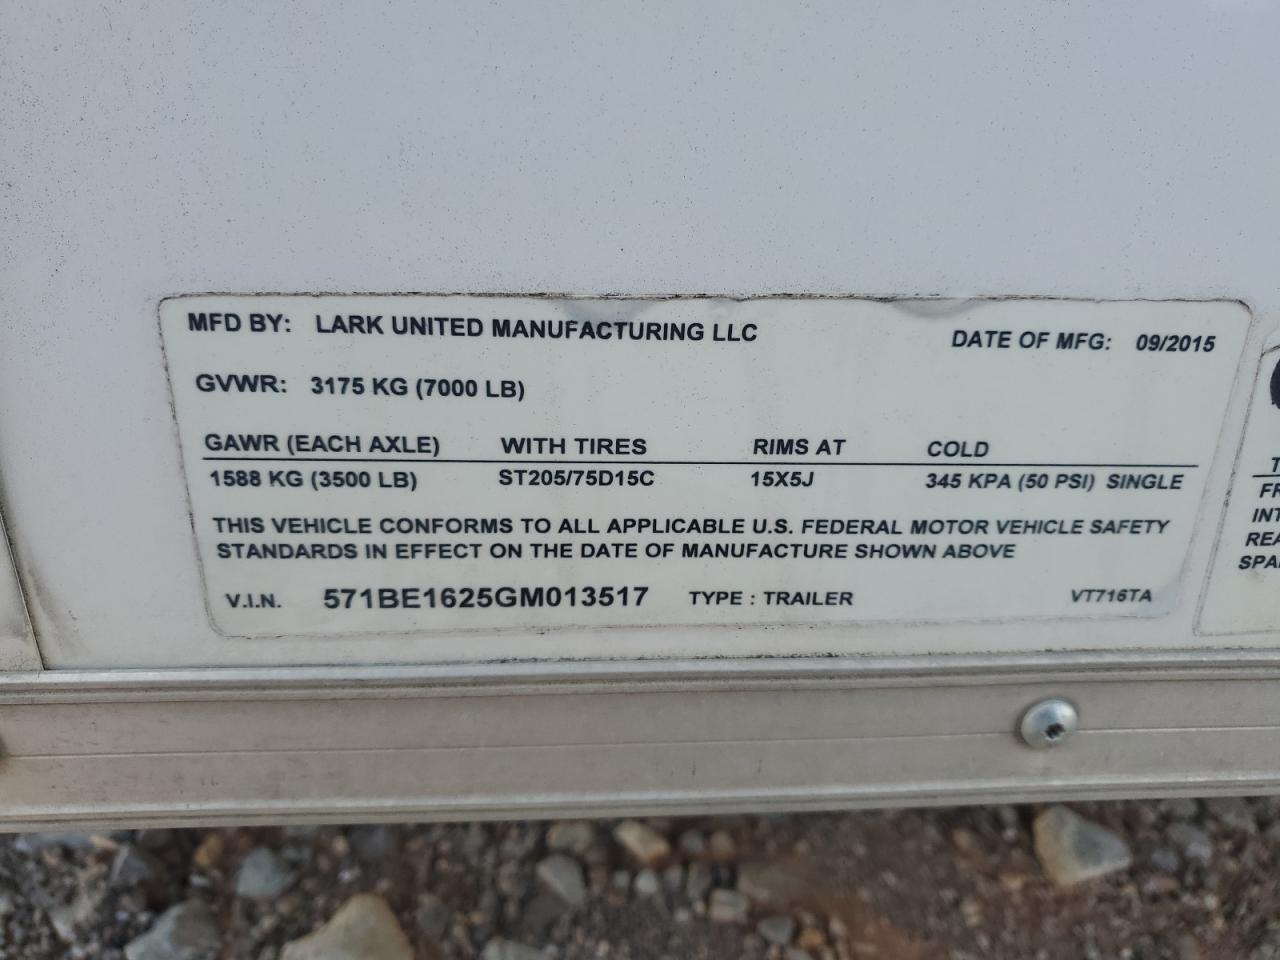 MFD BY: LARK UNITED MANUFACTURING LLC DATE OF MFG: 09/2015
GVWR: 3175 KG (7000 LB)
GAWR (EACH AXLE) WITH TIRES RIMS AT COLD
1588 KG (3500 LB) ST205/75D15C 15X5J 345 KPA (50 PSI) SINGLE
THIS VEHICLE CONFORMS TO ALL APPLICABLE U.S. FEDERAL MOTOR VEHICLE SAFETY
STANDARDS IN EFFECT ON THE DATE OF MANUFACTURE SHOWN ABOVE
V.I.N. 571BE1625GM013517 TYPE : TRAILER VT716TA